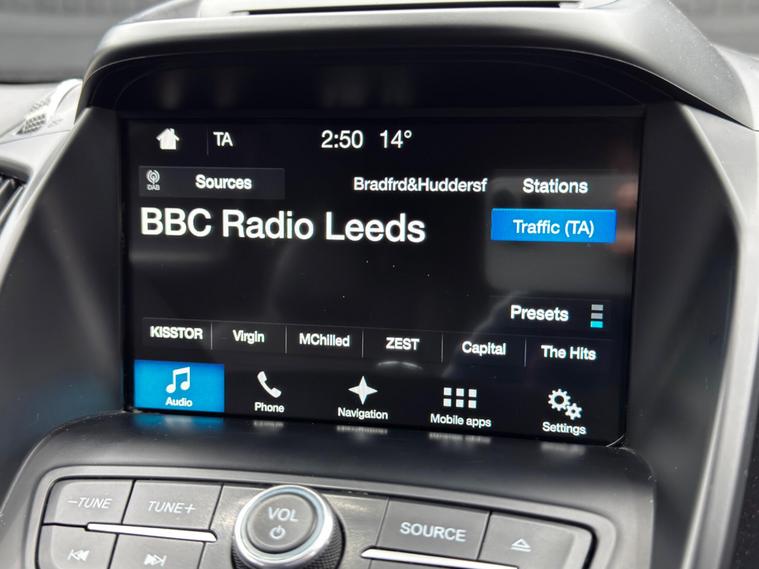 TA 2:50 14°
DAB Sources Bradfrd&Huddersf Stations
BBC Radio Leeds Traffic (TA)
Presets
KISSTOR Virgin MChilled ZEST Capital The Hits
Audio Phone Navigation Mobile apps Settings
−TUNE TUNE+ VOL SOURCE